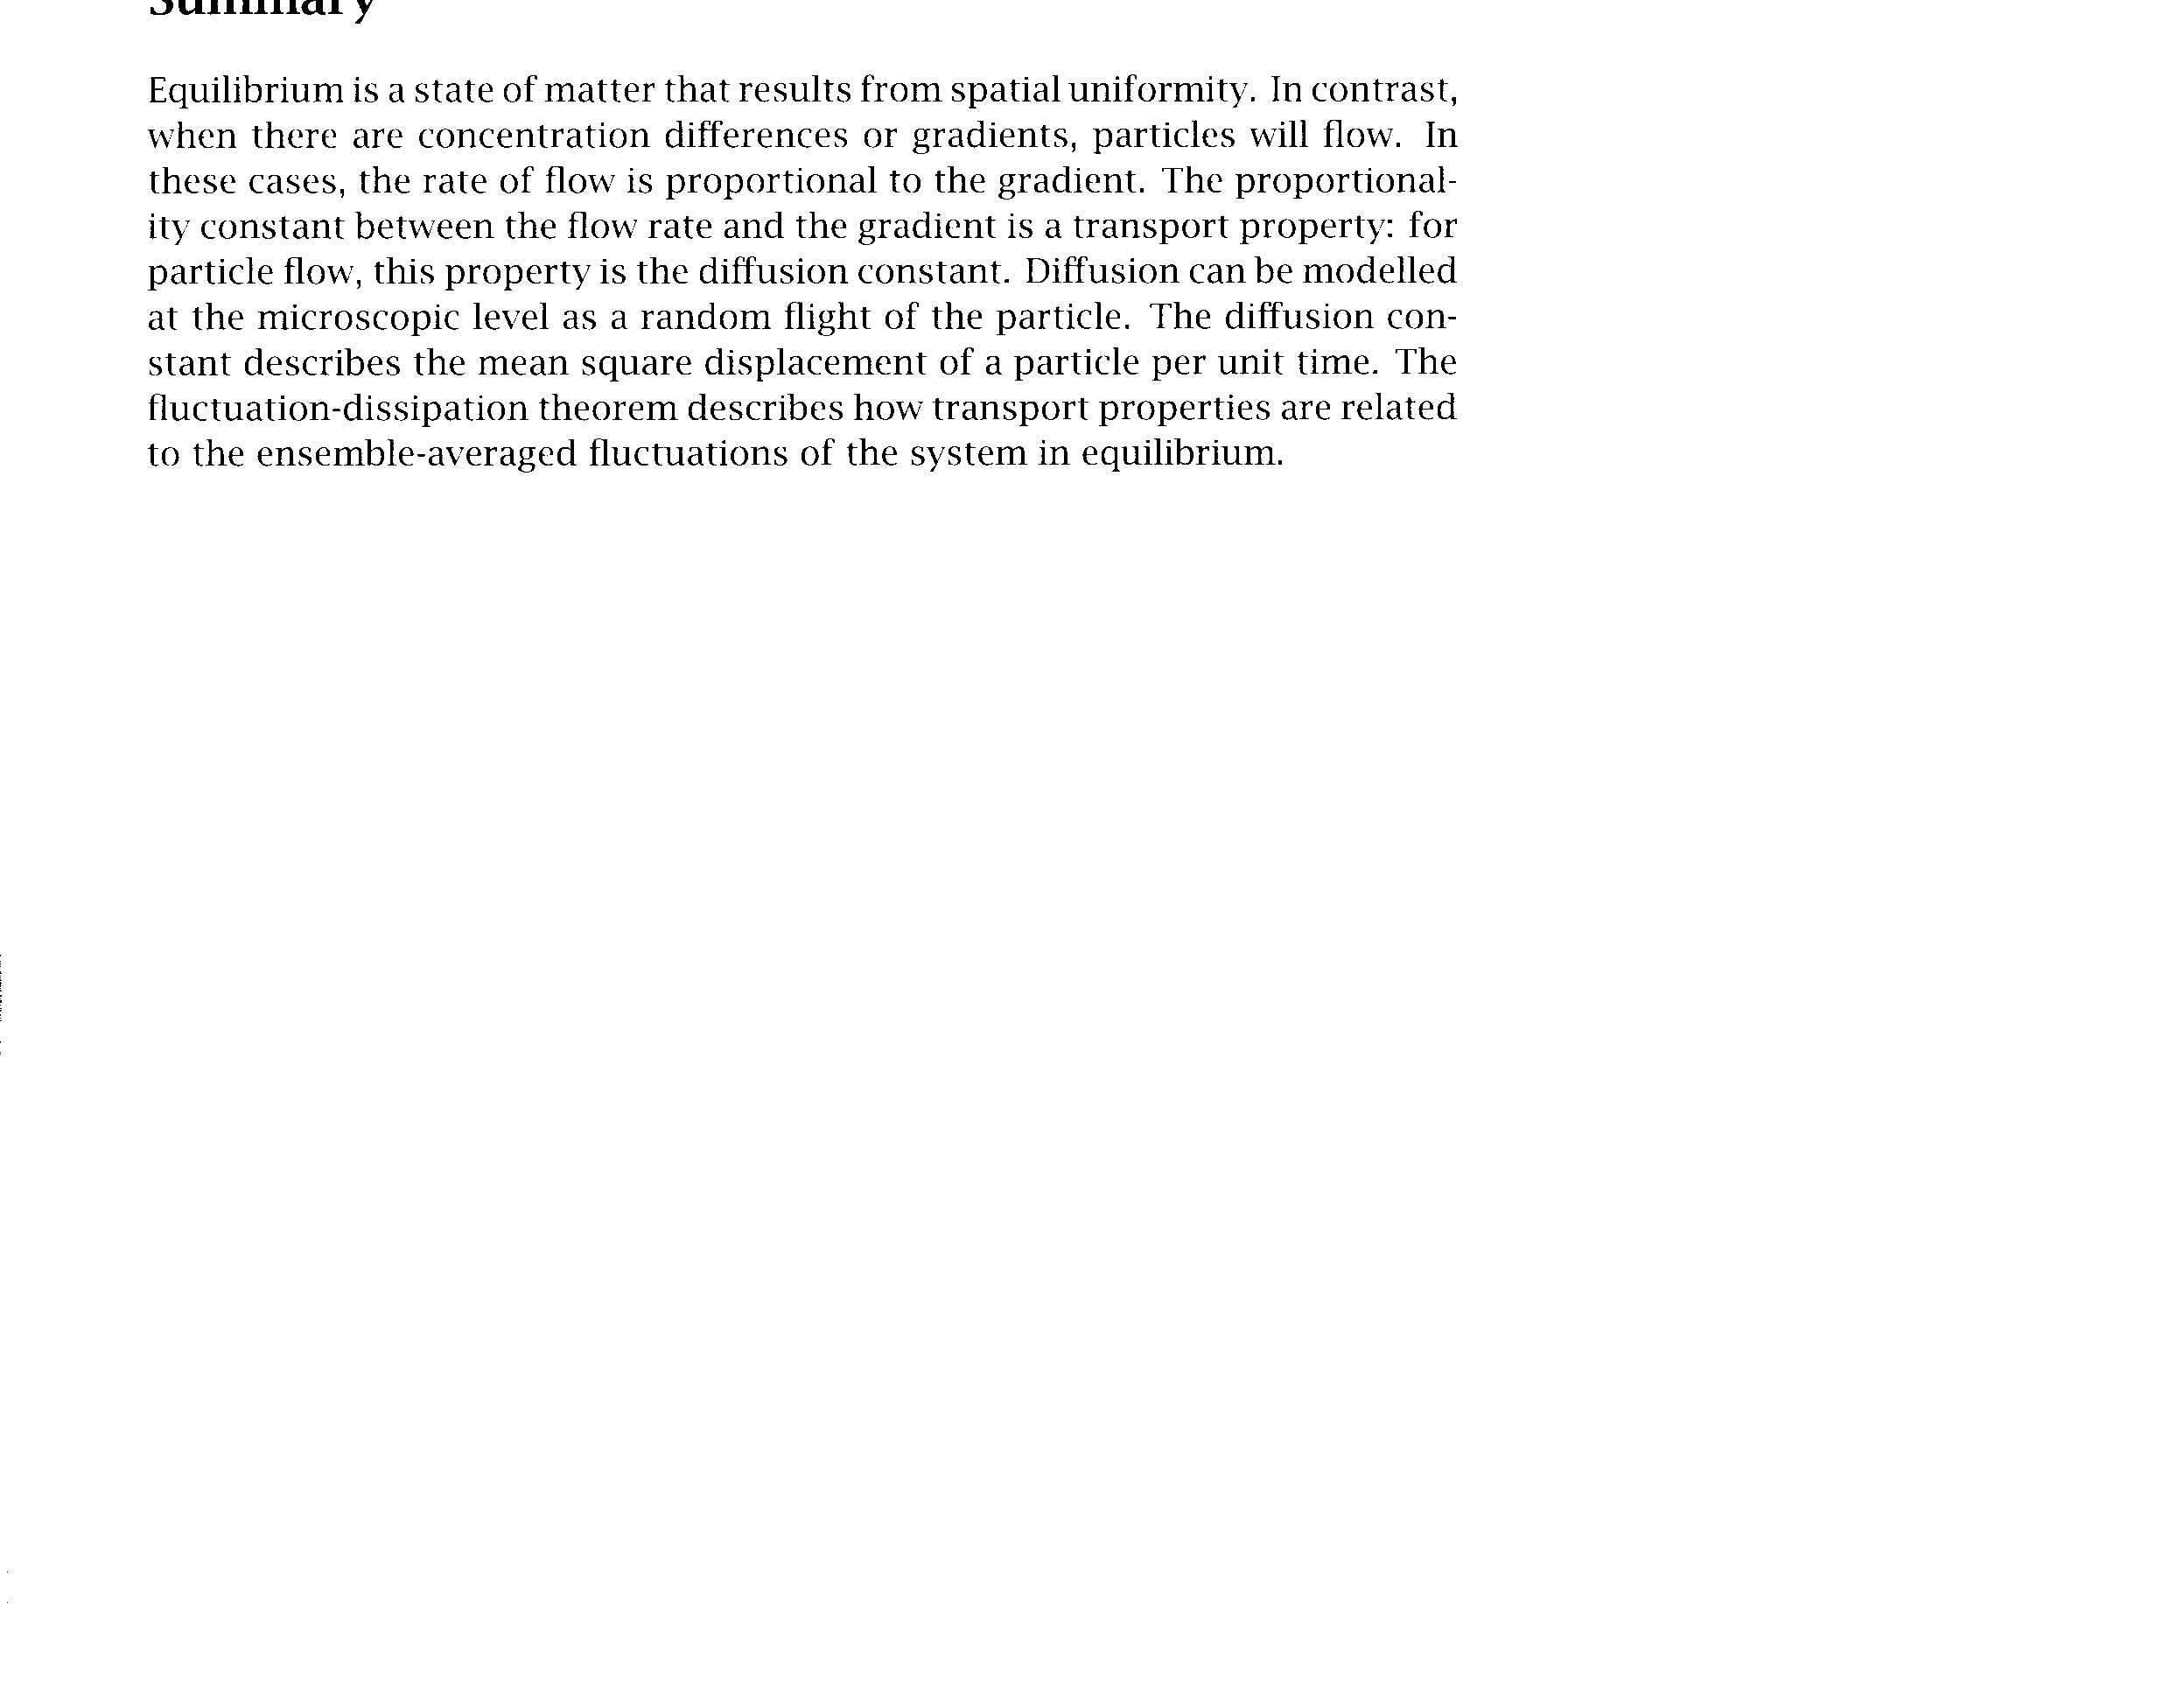 Summary
Equilibrium is a state of matter that results from spatial uniformity. In contrast,
when there are concentration differences or gradients, particles will flow. In
these cases, the rate of flow is proportional to the gradient. The proportional-
ity constant between the flow rate and the gradient is a transport property: for
particle flow, this property is the diffusion constant. Diffusion can be modelled
at the microscopic level as a random flight of the particle. The diffusion con-
stant describes the mean square displacement of a particle per unit time. The
fluctuation-dissipation theorem describes how transport properties are related
to the ensemble-averaged fluctuations of the system in equilibrium.